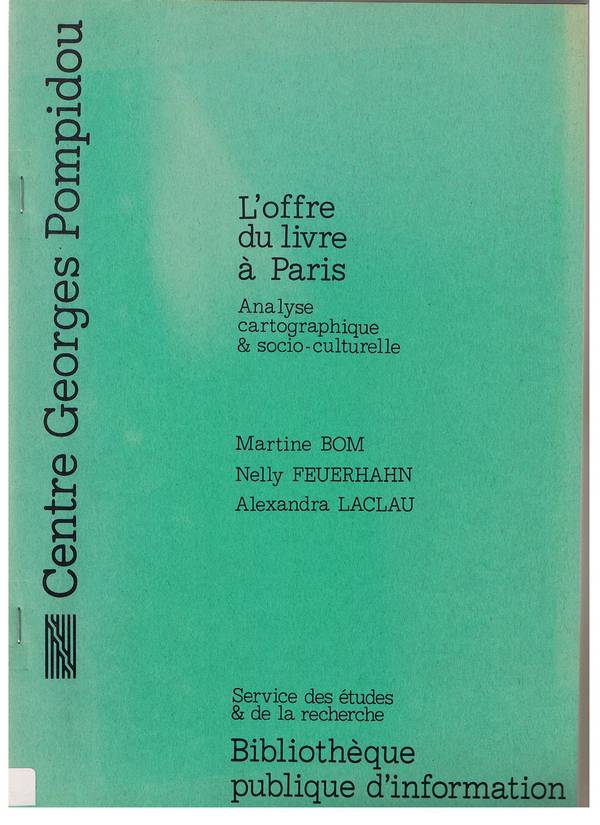 Centre Georges Pompidou
L'offre
du livre
à Paris
Analyse
cartographique
& socio-culturelle
Martine BOM
Nelly FEUERHAHN
Alexandra LACLAU
Service des études
& de la recherche
Bibliothèque
publique d'information